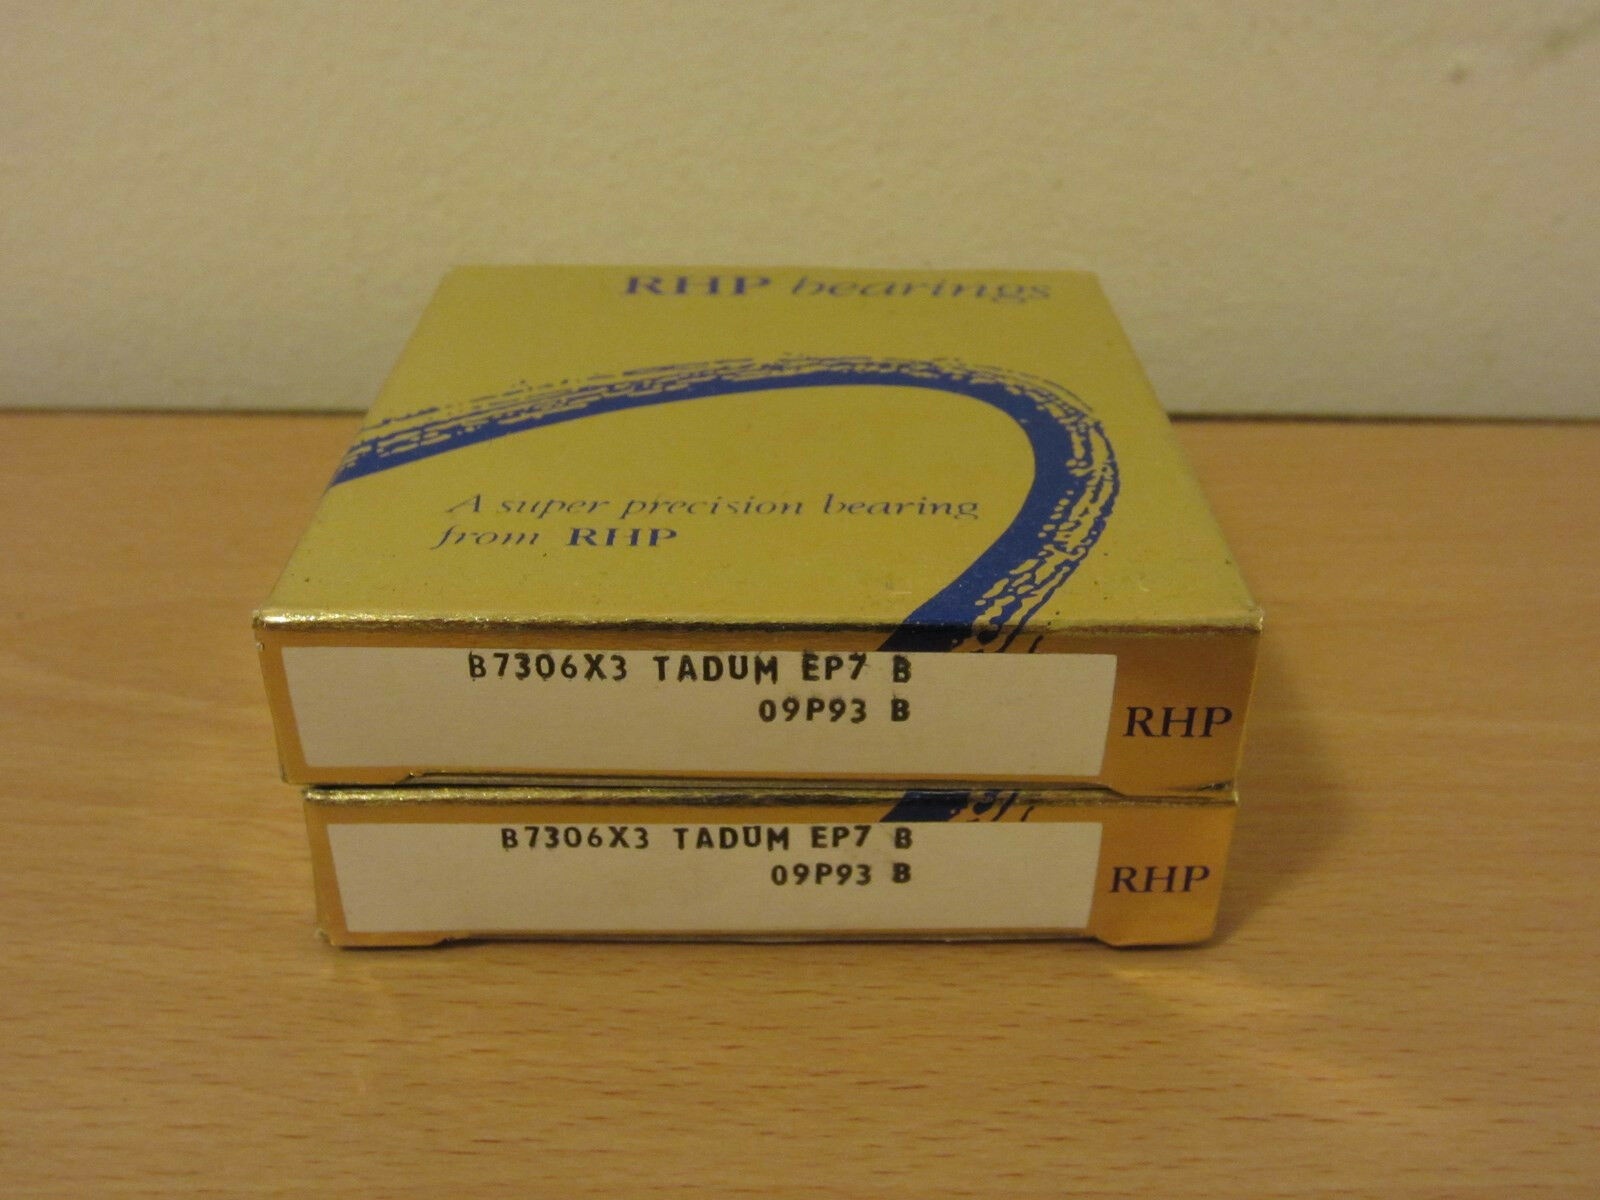 RHP bearings
A super precision bearing
from RHP
B7306X3 TADUM EP7 B
09P93 B
RHP
B7306X3 TADUM EP7 B
09P93 B
RHP